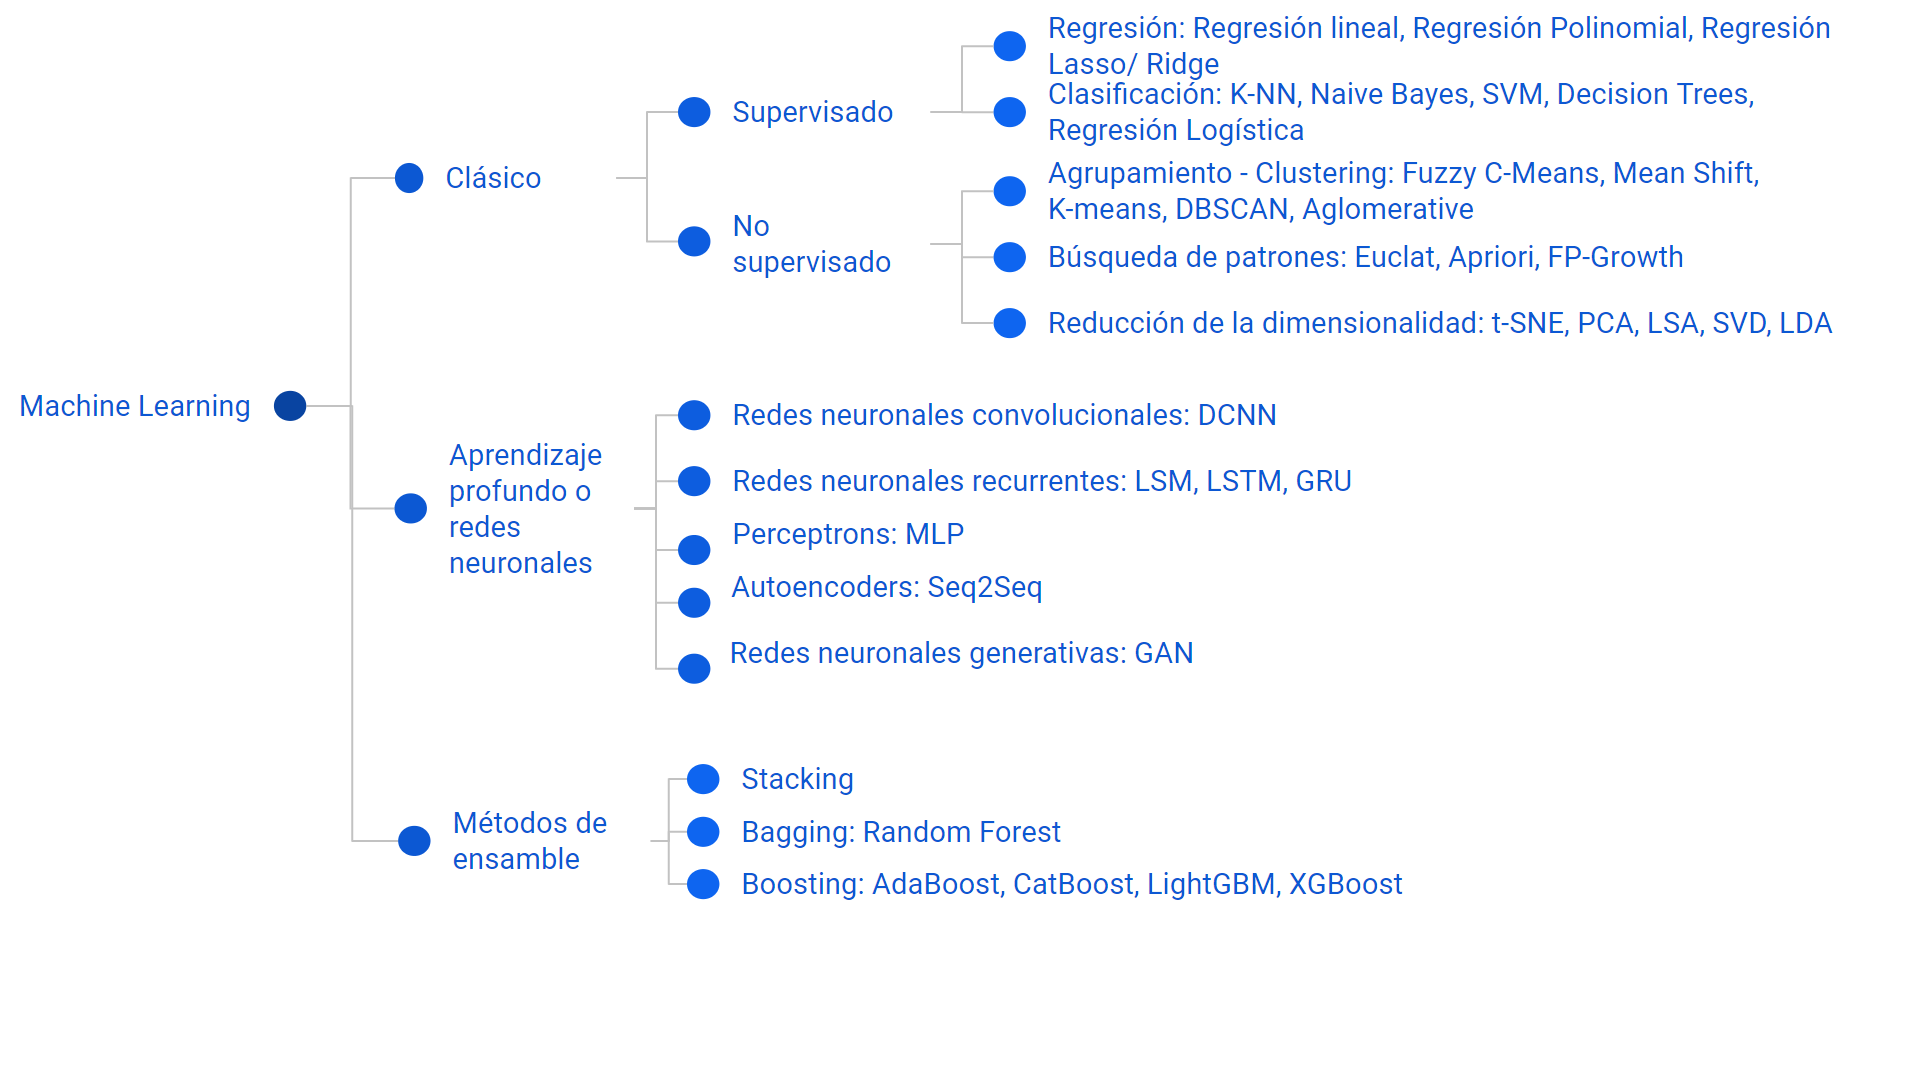 Machine Learning
Clásico
Supervisado
Regresión: Regresión lineal, Regresión Polinomial, Regresión
Lasso/ Ridge
Clasificación: K-NN, Naive Bayes, SVM, Decision Trees,
Regresión Logística
No
supervisado
Agrupamiento - Clustering: Fuzzy C-Means, Mean Shift,
K-means, DBSCAN, Aglomerative
Búsqueda de patrones: Euclat, Apriori, FP-Growth
Reducción de la dimensionalidad: t-SNE, PCA, LSA, SVD, LDA
Aprendizaje
profundo o
redes
neuronales
Redes neuronales convolucionales: DCNN
Redes neuronales recurrentes: LSM, LSTM, GRU
Perceptrons: MLP
Autoencoders: Seq2Seq
Redes neuronales generativas: GAN
Métodos de
ensamble
Stacking
Bagging: Random Forest
Boosting: AdaBoost, CatBoost, LightGBM, XGBoost